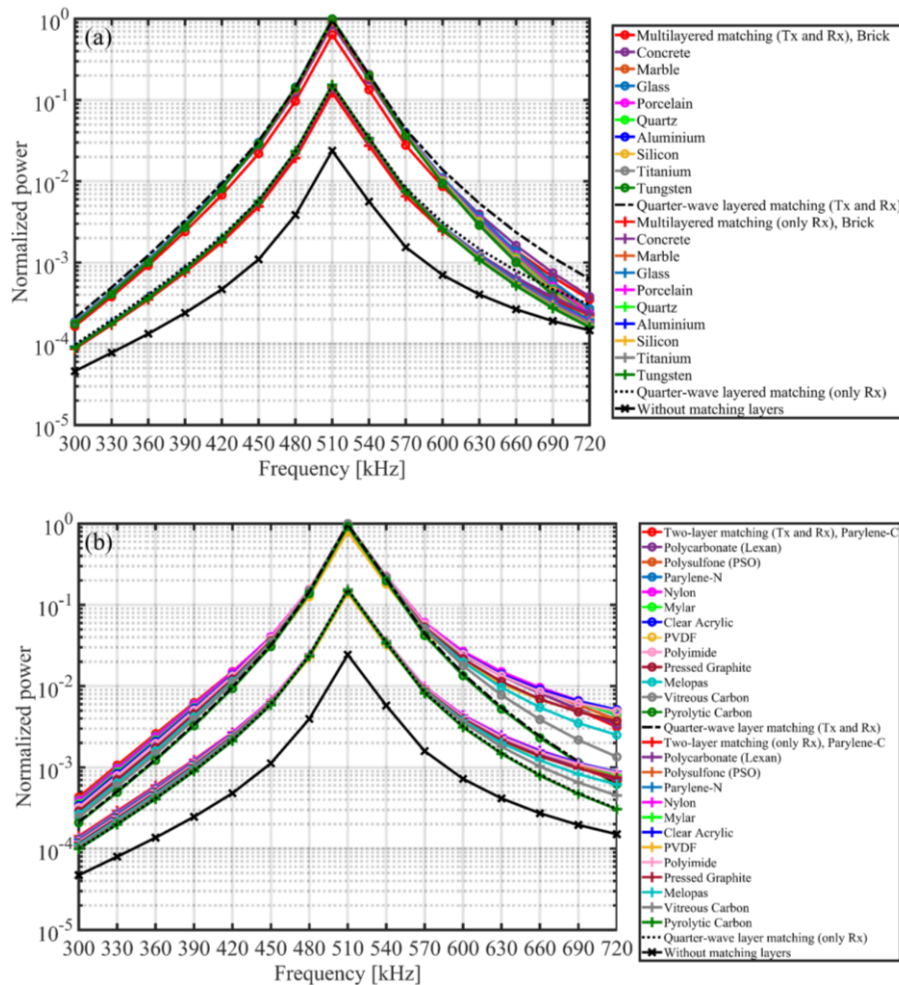 (a)
Normalized power
10^0
10^-1
10^-2
10^-3
10^-4
10^-5
300 330 360 390 420 450 480 510 540 570 600 630 660 690 720
Frequency [kHz]
Multilayered matching (Tx and Rx), Brick
Concrete
Marble
Glass
Porcelain
Quartz
Aluminium
Silicon
Titanium
Tungsten
Quarter-wave layered matching (Tx and Rx)
Multilayered matching (only Rx), Brick
Concrete
Marble
Glass
Porcelain
Quartz
Aluminium
Silicon
Titanium
Tungsten
Quarter-wave layered matching (only Rx)
Without matching layers
(b)
Normalized power
10^0
10^-1
10^-2
10^-3
10^-4
10^-5
300 330 360 390 420 450 480 510 540 570 600 630 660 690 720
Frequency [kHz]
Two-layer matching (Tx and Rx), Parylene-C
Polycarbonate (Lexan)
Polysulfone (PSO)
Parylene-N
Nylon
Mylar
Clear Acrylic
PVDF
Polyimide
Pressed Graphite
Melopas
Vitreous Carbon
Pyrolytic Carbon
Quarter-wave layer matching (Tx and Rx)
Two-layer matching (only Rx), Parylene-C
Polycarbonate (Lexan)
Polysulfone (PSO)
Parylene-N
Nylon
Mylar
Clear Acrylic
PVDF
Polyimide
Pressed Graphite
Melopas
Vitreous Carbon
Pyrolytic Carbon
Quarter-wave layer matching (only Rx)
Without matching layers